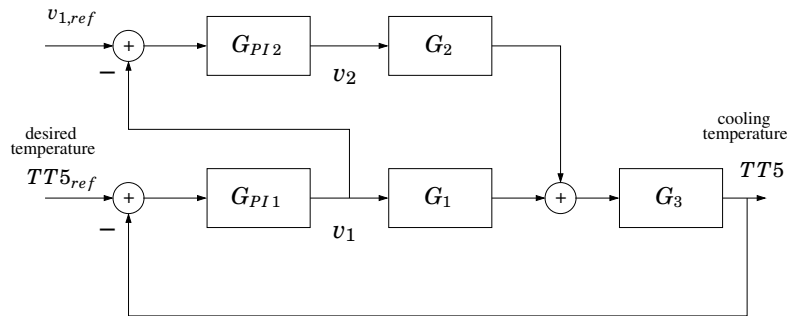 v1,ref
+
−
GPI2
v2
G2
desired
temperature
TT5ref
+
−
GPI1
v1
G1
+
G3
cooling
temperature
TT5